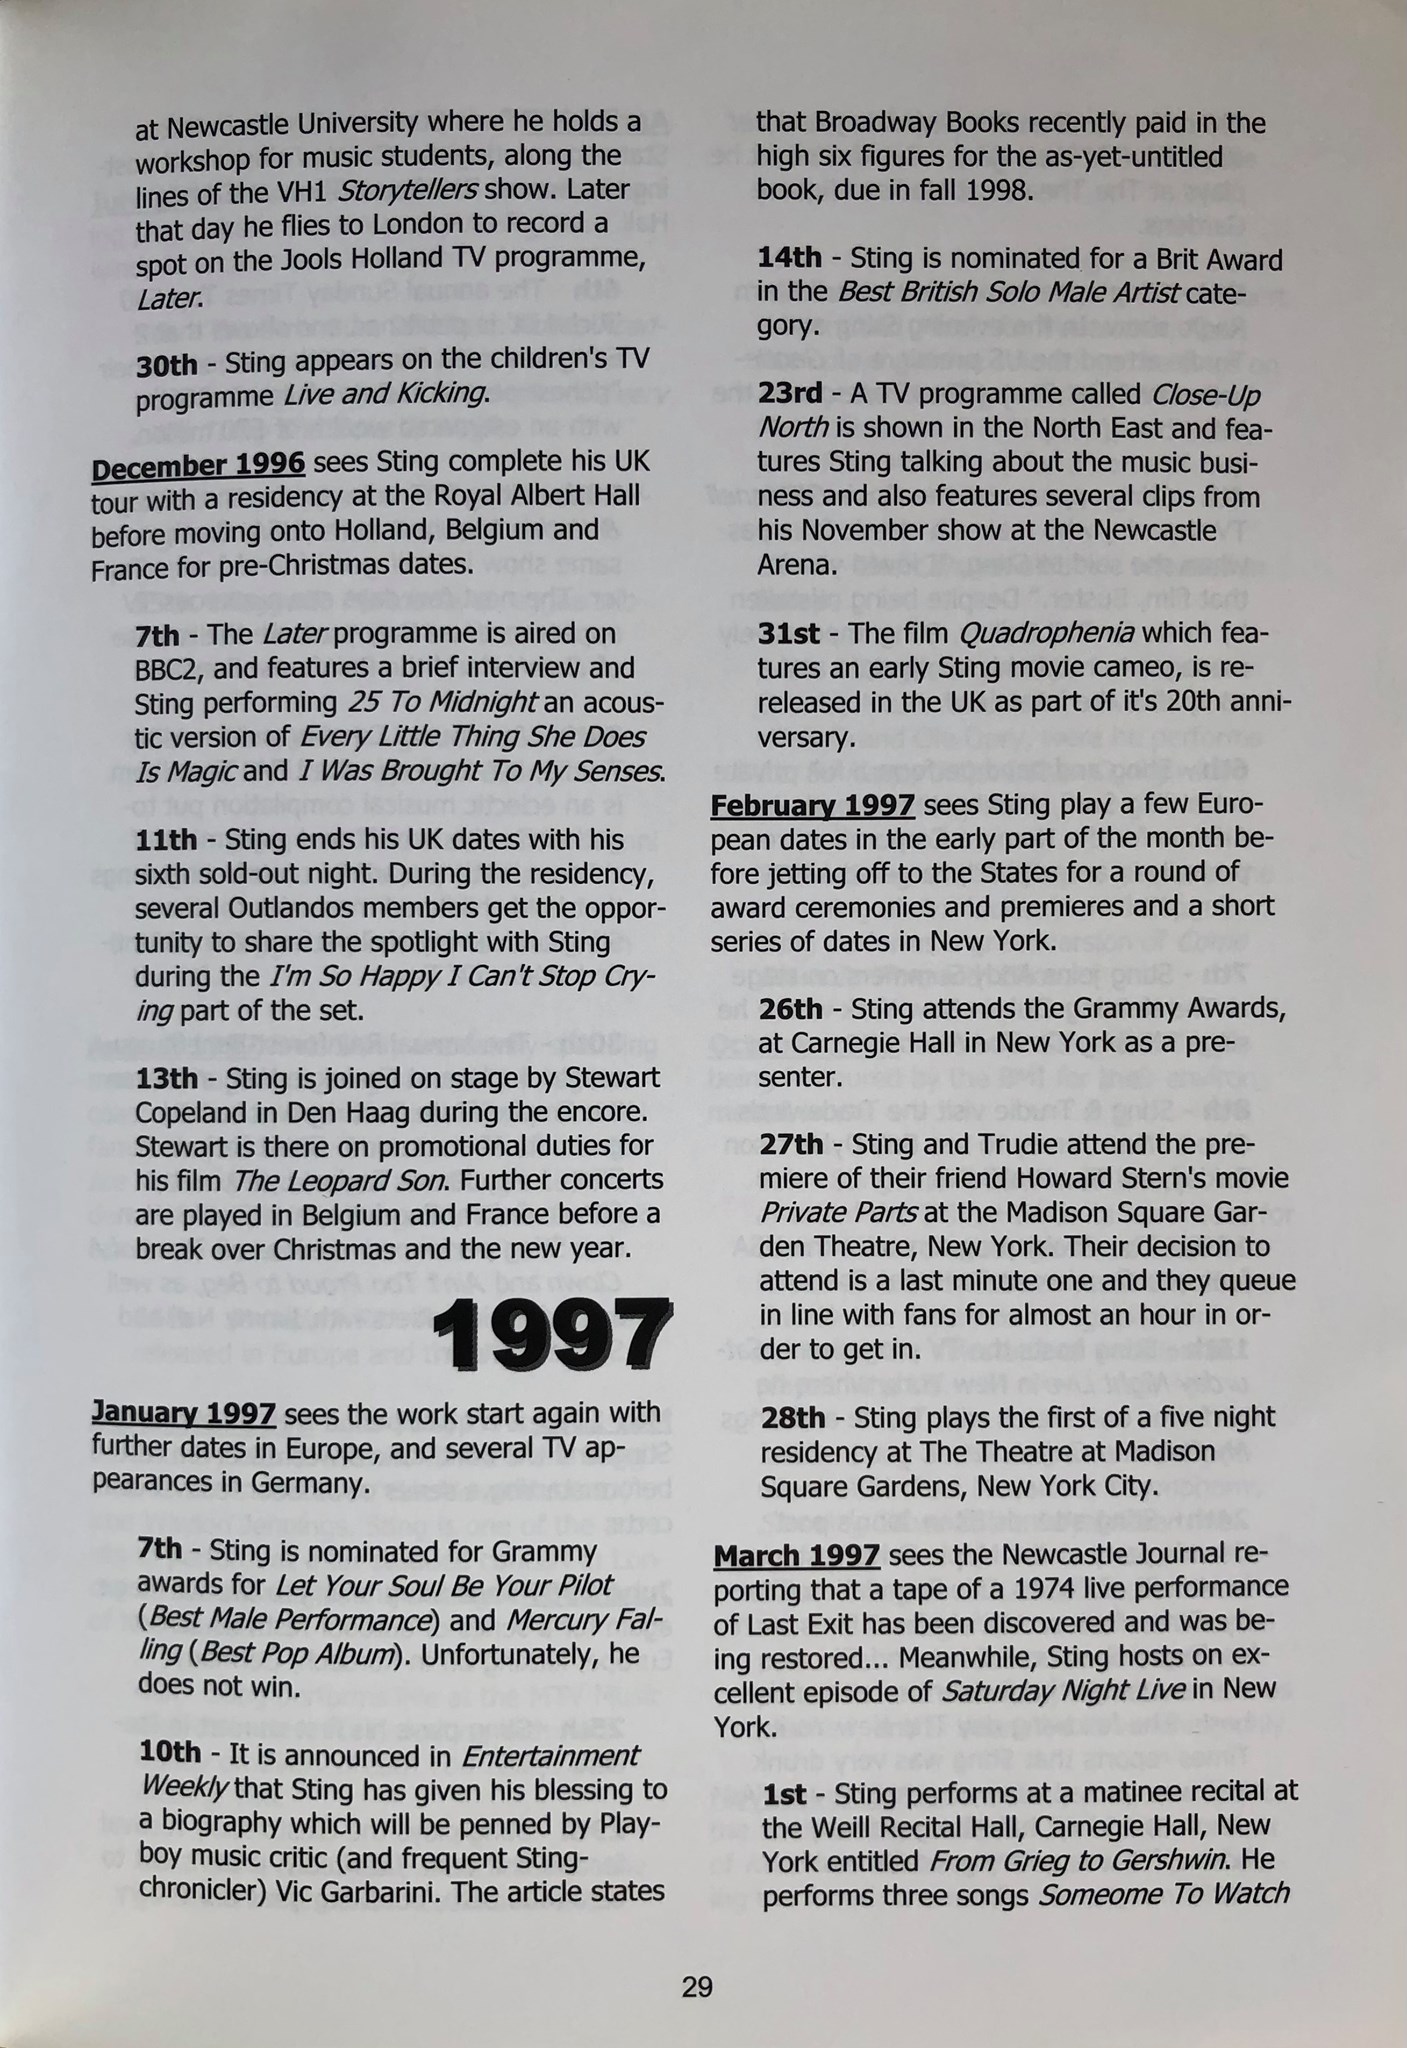 at Newcastle University where he holds a
workshop for music students, along the
lines of the VH1 Storytellers show. Later
that day he flies to London to record a
spot on the Jools Holland TV programme,
Later.
30th - Sting appears on the children's TV
programme Live and Kicking.
December 1996 sees Sting complete his UK
tour with a residency at the Royal Albert Hall
before moving onto Holland, Belgium and
France for pre-Christmas dates.
7th - The Later programme is aired on
BBC2, and features a brief interview and
Sting performing 25 To Midnight an acous-
tic version of Every Little Thing She Does
Is Magic and I Was Brought To My Senses.
11th - Sting ends his UK dates with his
sixth sold-out night. During the residency,
several Outlandos members get the oppor-
tunity to share the spotlight with Sting
during the I'm So Happy I Can't Stop Cry-
ing part of the set.
13th - Sting is joined on stage by Stewart
Copeland in Den Haag during the encore.
Stewart is there on promotional duties for
his film The Leopard Son. Further concerts
are played in Belgium and France before a
break over Christmas and the new year.
1997
January 1997 sees the work start again with
further dates in Europe, and several TV ap-
pearances in Germany.
7th - Sting is nominated for Grammy
awards for Let Your Soul Be Your Pilot
(Best Male Performance) and Mercury Fal-
ling (Best Pop Album). Unfortunately, he
does not win.
10th - It is announced in Entertainment
Weekly that Sting has given his blessing to
a biography which will be penned by Play-
boy music critic (and frequent Sting-
chronicler) Vic Garbarini. The article states
that Broadway Books recently paid in the
high six figures for the as-yet-untitled
book, due in fall 1998.
14th - Sting is nominated for a Brit Award
in the Best British Solo Male Artist cate-
gory.
23rd - A TV programme called Close-Up
North is shown in the North East and fea-
tures Sting talking about the music busi-
ness and also features several clips from
his November show at the Newcastle
Arena.
31st - The film Quadrophenia which fea-
tures an early Sting movie cameo, is re-
released in the UK as part of it's 20th anni-
versary.
February 1997 sees Sting play a few Euro-
pean dates in the early part of the month be-
fore jetting off to the States for a round of
award ceremonies and premieres and a short
series of dates in New York.
26th - Sting attends the Grammy Awards,
at Carnegie Hall in New York as a pre-
senter.
27th - Sting and Trudie attend the pre-
miere of their friend Howard Stern's movie
Private Parts at the Madison Square Gar-
den Theatre, New York. Their decision to
attend is a last minute one and they queue
in line with fans for almost an hour in or-
der to get in.
28th - Sting plays the first of a five night
residency at The Theatre at Madison
Square Gardens, New York City.
March 1997 sees the Newcastle Journal re-
porting that a tape of a 1974 live performance
of Last Exit has been discovered and was be-
ing restored... Meanwhile, Sting hosts on ex-
cellent episode of Saturday Night Live in New
York.
1st - Sting performs at a matinee recital at
the Weill Recital Hall, Carnegie Hall, New
York entitled From Grieg to Gershwin. He
performs three songs Someome To Watch
29